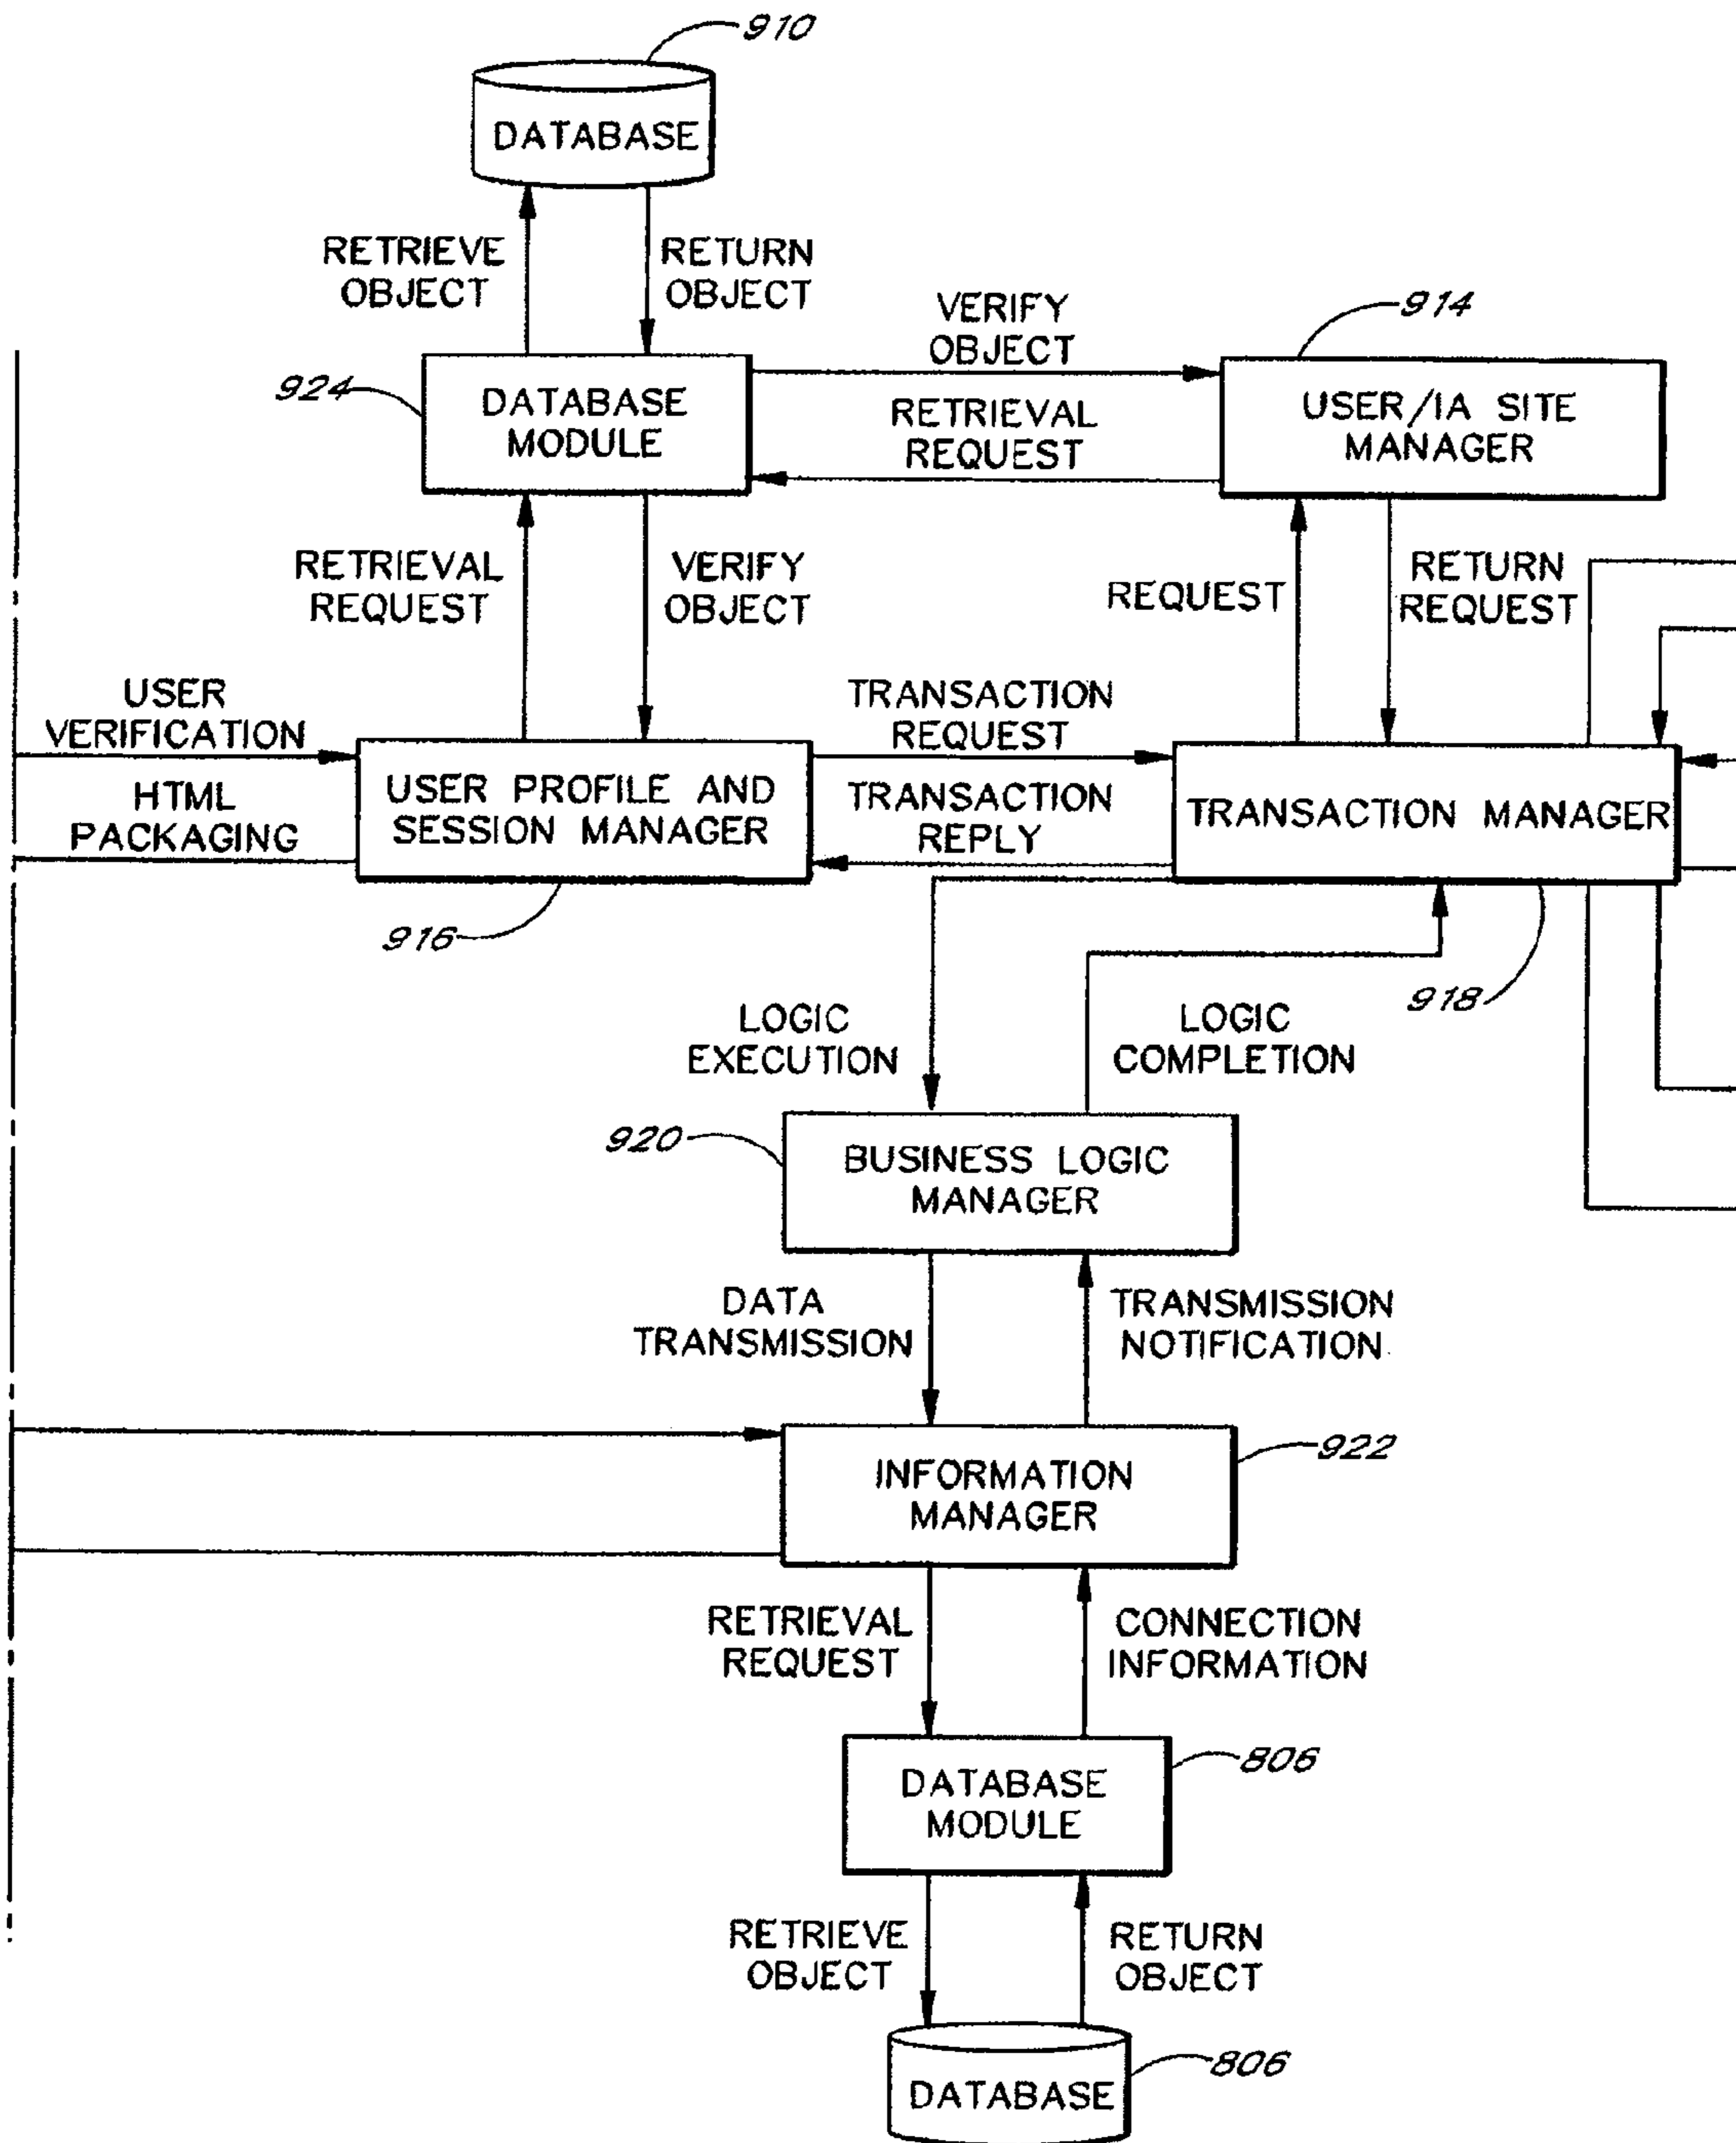 910
DATABASE
RETRIEVE
OBJECT
RETURN
OBJECT
924
DATABASE
MODULE
VERIFY
OBJECT
RETRIEVAL
REQUEST
914
USER/IA SITE
MANAGER
RETRIEVAL
REQUEST
VERIFY
OBJECT
REQUEST
RETURN
REQUEST
USER
VERIFICATION
HTML
PACKAGING
USER PROFILE AND
SESSION MANAGER
916
TRANSACTION
REQUEST
TRANSACTION
REPLY
TRANSACTION MANAGER
918
LOGIC
EXECUTION
LOGIC
COMPLETION
920
BUSINESS LOGIC
MANAGER
DATA
TRANSMISSION
TRANSMISSION
NOTIFICATION
INFORMATION
MANAGER
922
RETRIEVAL
REQUEST
CONNECTION
INFORMATION
DATABASE
MODULE
806
RETRIEVE
OBJECT
RETURN
OBJECT
DATABASE
806